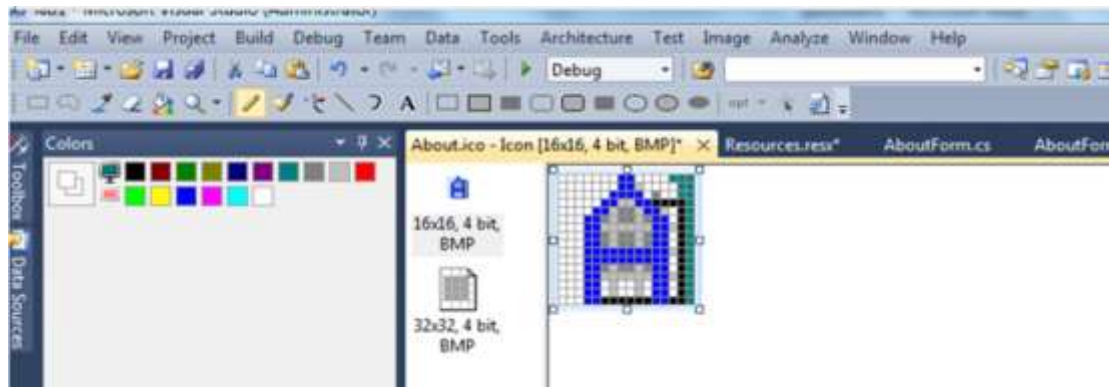 Microsoft Visual Studio (Administrator)
File Edit View Project Build Debug Team Data Tools Architecture Test Image Analyze Window Help
Debug
A
Colors
About.ico - Icon [16x16, 4 bit, BMP]*
Resources.resx*
AboutForm.cs
Toolbox
Data Sources
16x16, 4 bit,
BMP
32x32, 4 bit,
BMP